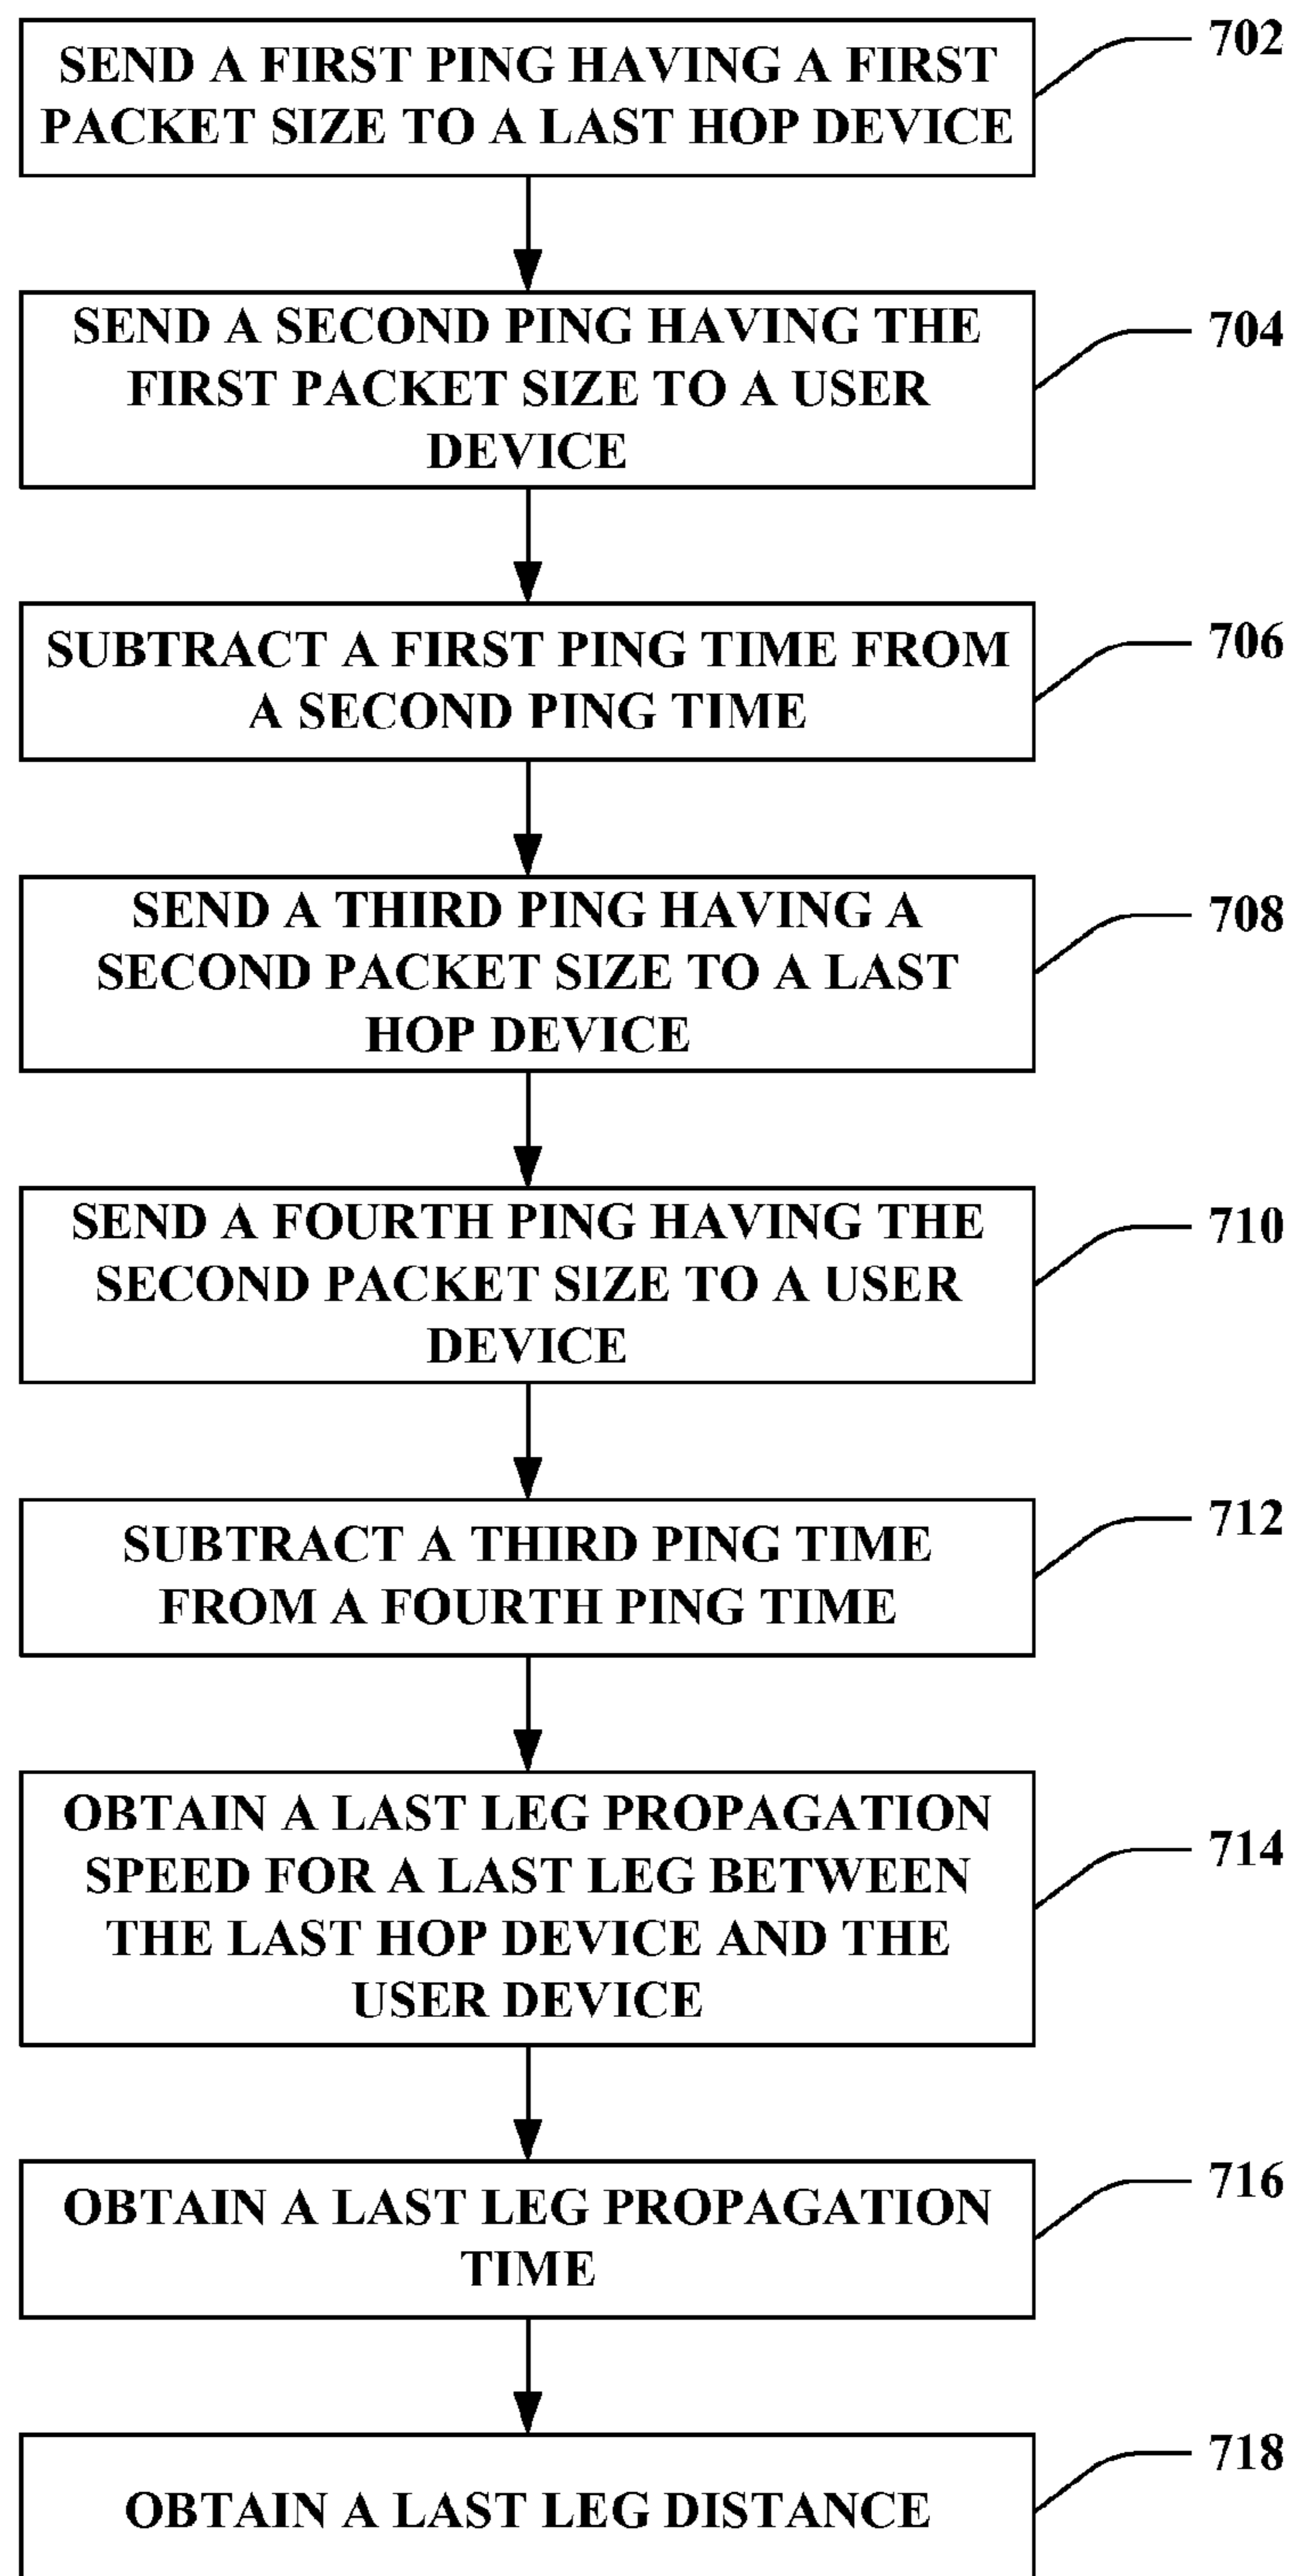 SEND A FIRST PING HAVING A FIRST
PACKET SIZE TO A LAST HOP DEVICE
702
SEND A SECOND PING HAVING THE
FIRST PACKET SIZE TO A USER
DEVICE
704
SUBTRACT A FIRST PING TIME FROM
A SECOND PING TIME
706
SEND A THIRD PING HAVING A
SECOND PACKET SIZE TO A LAST
HOP DEVICE
708
SEND A FOURTH PING HAVING THE
SECOND PACKET SIZE TO A USER
DEVICE
710
SUBTRACT A THIRD PING TIME
FROM A FOURTH PING TIME
712
OBTAIN A LAST LEG PROPAGATION
SPEED FOR A LAST LEG BETWEEN
THE LAST HOP DEVICE AND THE
USER DEVICE
714
OBTAIN A LAST LEG PROPAGATION
TIME
716
OBTAIN A LAST LEG DISTANCE
718